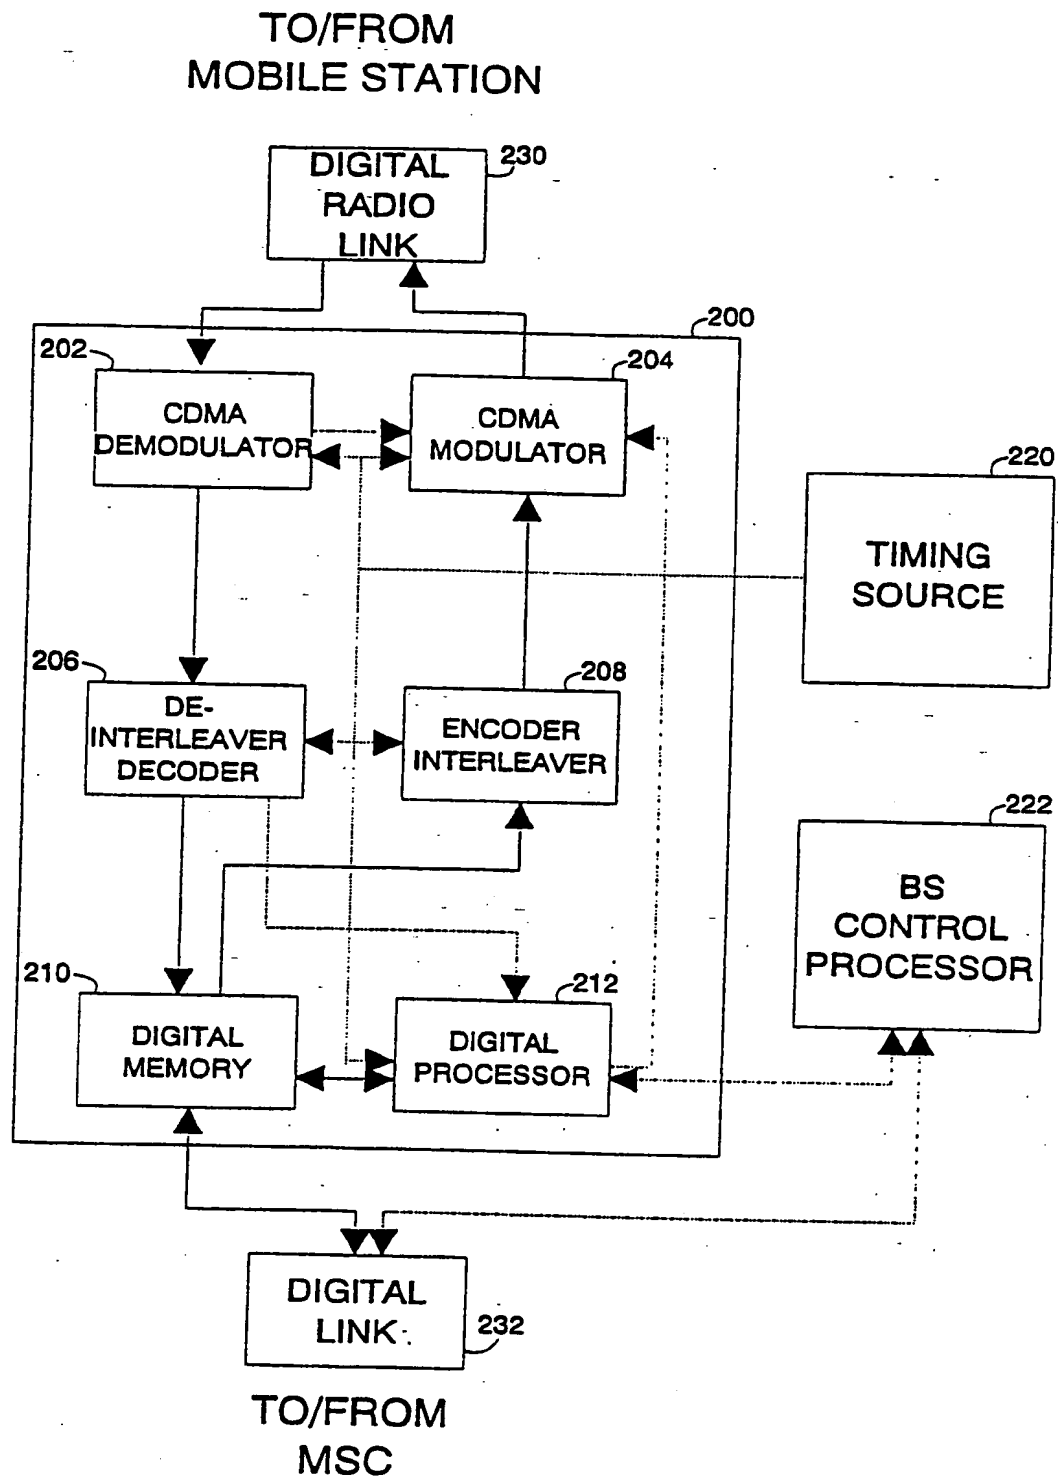 TO/FROM
MOBILE STATION
230
DIGITAL
RADIO
LINK
200
202
204
CDMA
DEMODULATOR
CDMA
MODULATOR
220
TIMING
SOURCE
206
208
DE-
INTERLEAVER
DECODER
ENCODER
INTERLEAVER
222
BS
CONTROL
PROCESSOR
210
212
DIGITAL
MEMORY
DIGITAL
PROCESSOR
DIGITAL
LINK
232
TO/FROM
MSC